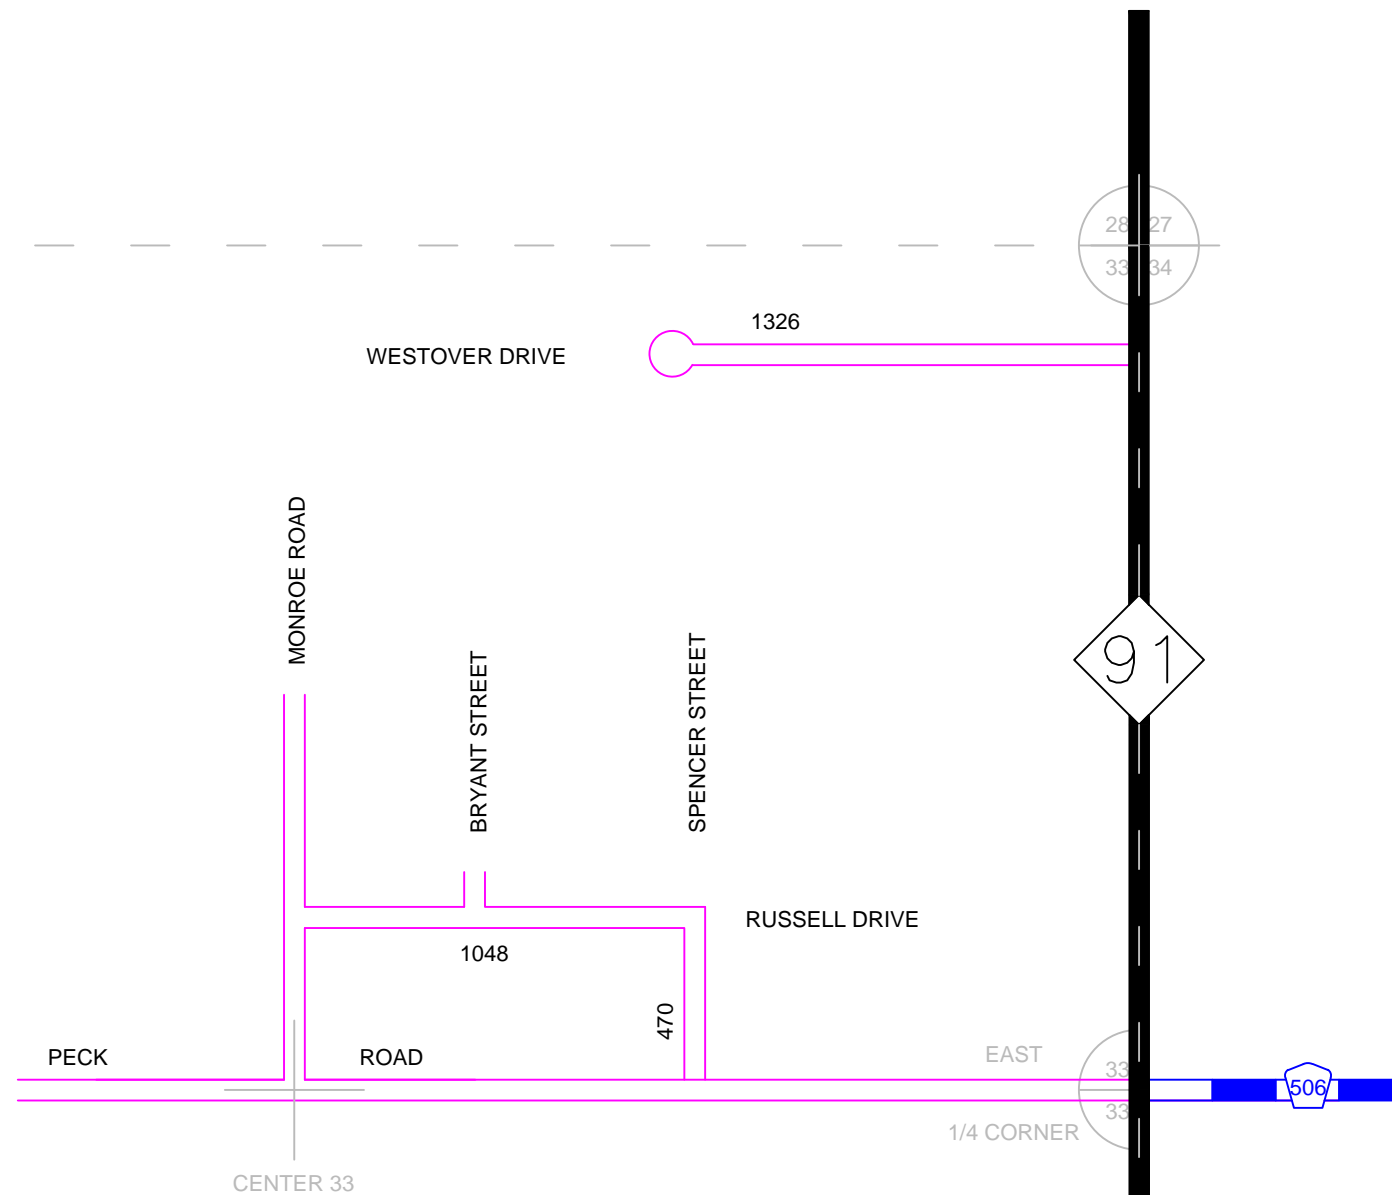 28 27
33 34
1326
WESTOVER DRIVE
MONROE ROAD
BRYANT STREET
SPENCER STREET
91
RUSSELL DRIVE
1048
470
PECK ROAD
EAST
33
506
33
1/4 CORNER
CENTER 33